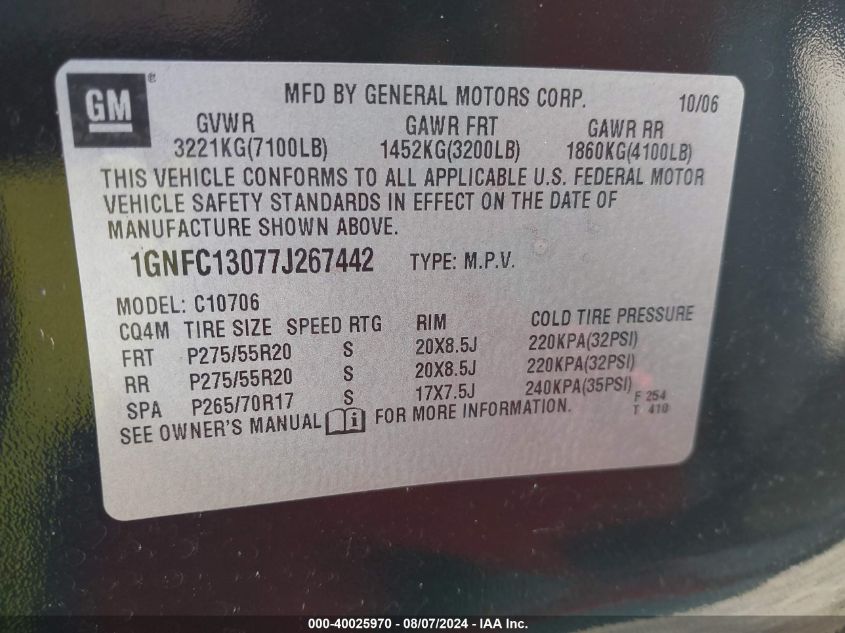 GM ®
MFD BY GENERAL MOTORS CORP. 10/06
GVWR GAWR FRT GAWR RR
3221KG(7100LB) 1452KG(3200LB) 1860KG(4100LB)
THIS VEHICLE CONFORMS TO ALL APPLICABLE U.S. FEDERAL MOTOR
VEHICLE SAFETY STANDARDS IN EFFECT ON THE DATE OF
MANUFACTURE SHOWN ABOVE.
1GNFC13077J267442 TYPE: M.P.V.
MODEL: C10706
CQ4M TIRE SIZE SPEED RTG RIM COLD TIRE PRESSURE
FRT P275/55R20 S 20X8.5J 220KPA(32PSI)
RR P275/55R20 S 20X8.5J 220KPA(32PSI)
SPA P265/70R17 S 17X7.5J 240KPA(35PSI)
SEE OWNER'S MANUAL i FOR MORE INFORMATION.
F 254
T 410
000-40025970 - 08/07/2024 - IAA Inc.